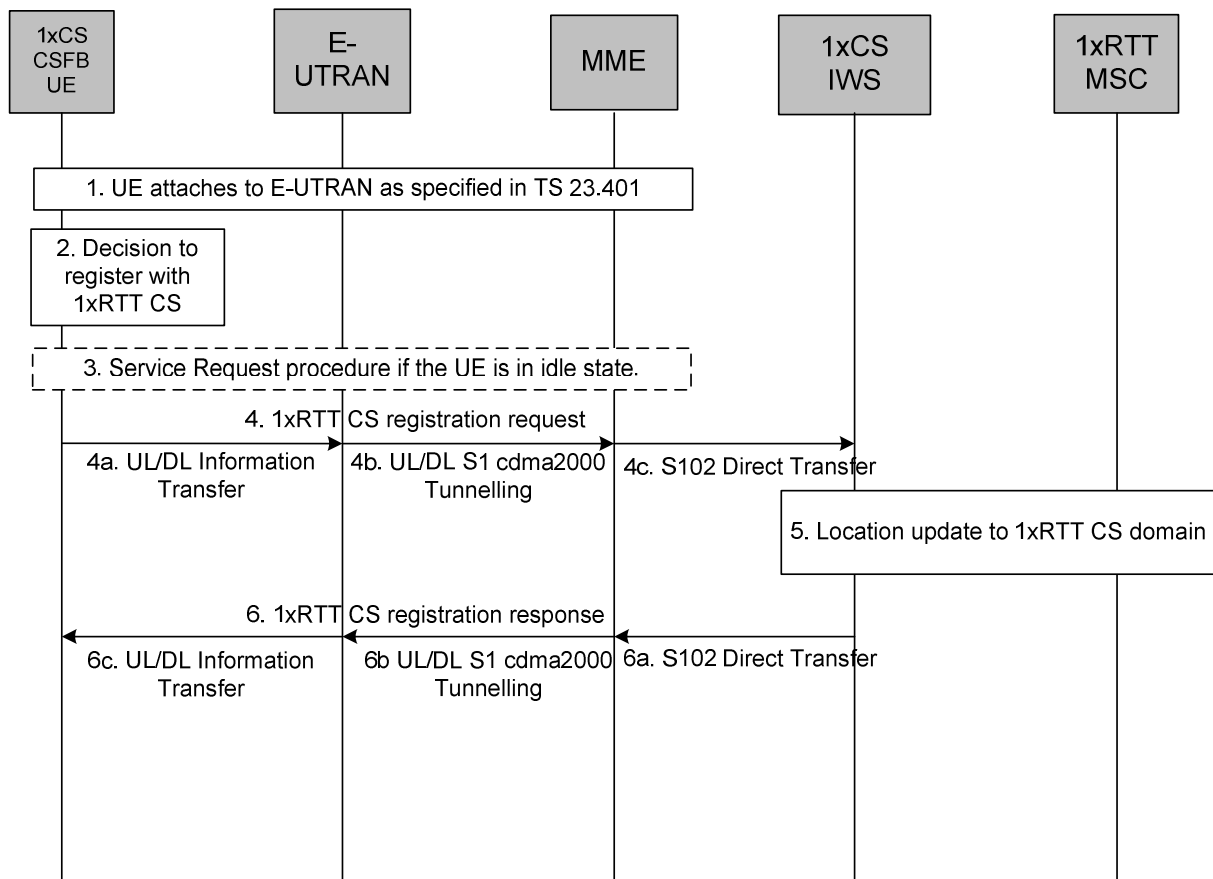 1xCS
CSFB
UE
E-
UTRAN
MME
1xCS
IWS
1xRTT
MSC
1. UE attaches to E-UTRAN as specified in TS 23.401
2. Decision to
register with
1xRTT CS
3. Service Request procedure if the UE is in idle state.
4. 1xRTT CS registration request
4a. UL/DL Information
Transfer
4b. UL/DL S1 cdma2000
Tunnelling
4c. S102 Direct Transfer
5. Location update to 1xRTT CS domain
6. 1xRTT CS registration response
6c. UL/DL Information
Transfer
6b UL/DL S1 cdma2000
Tunnelling
6a. S102 Direct Transfer